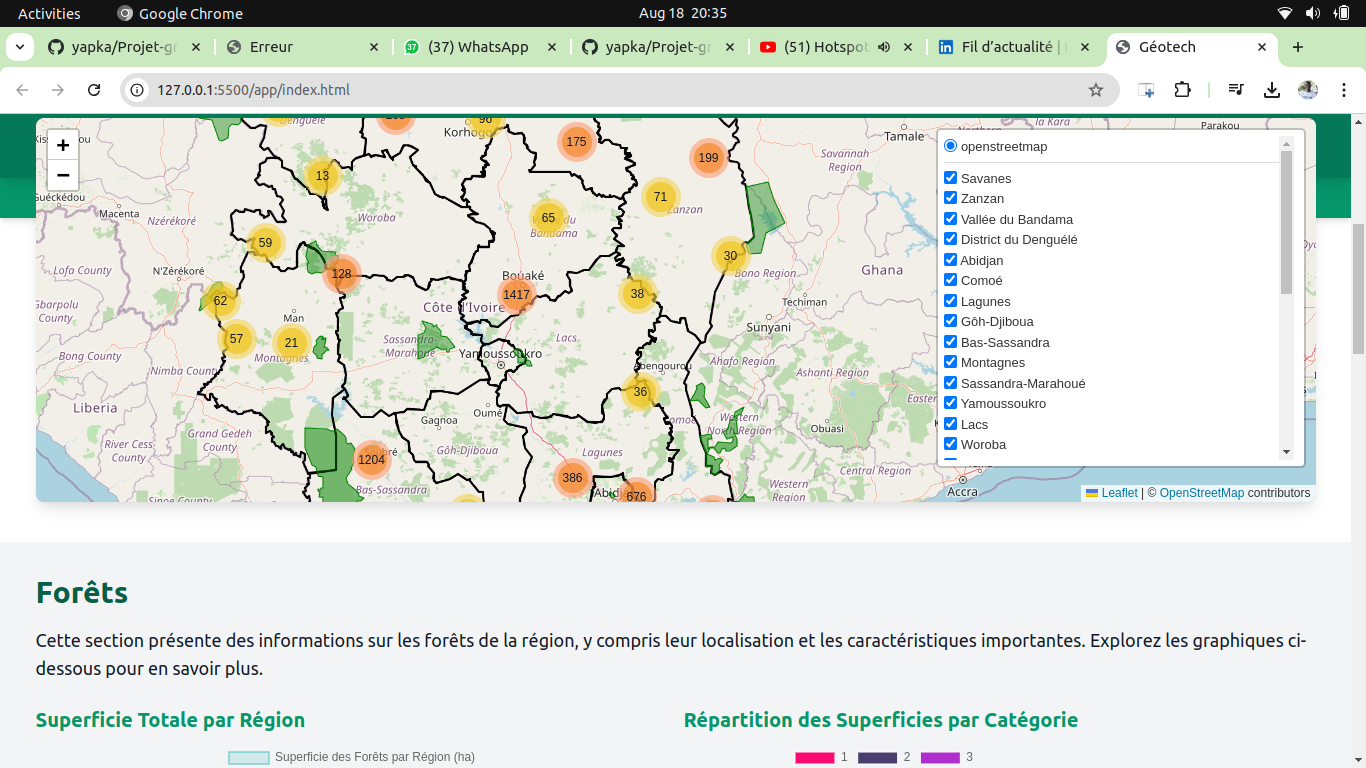 Activities Google Chrome Aug 18 20:35
yapka/Projet-gr Erreur (37) WhatsApp yapka/Projet-gr (51) Hotspot Fil d'actualité | Géotech
127.0.0.1:5500/app/index.html
Denguélé
Korhogo
96
175
Tamale
la Kara
Parakou
199
Savannah
Region
+
−
13
Guéckédou
Macenta
Nzérékoré
Woroba
65
Bandama
71
Zanzan
59
N'Zérékoré
Lofa County
128
Bouaké
30
Bono Region
Ghana
Gbarpolu
County
62
Man
Côte d'Ivoire
1417
38
Techiman
57
21
Montagnes
Sassandra-
Marahoué
Lacs
Sunyani
Bong County
Nimba County
Yamoussoukro
Abengourou
Ahafo Region
Ashanti Region
Liberia
36
Oumé
Gagnoa
Western
North Region
Obuasi
Eastern
River Cess
County
Grand Gedeh
County
Gôh-Djiboua
Lagunes
Central Region
1204
Bas-Sassandra
386
676
Western
Region
Accra
openstreetmap
Savanes
Zanzan
Vallée du Bandama
District du Denguélé
Abidjan
Comoé
Lagunes
Gôh-Djiboua
Bas-Sassandra
Montagnes
Sassandra-Marahoué
Yamoussoukro
Lacs
Woroba
Leaflet | © OpenStreetMap contributors
Forêts
Cette section présente des informations sur les forêts de la région, y compris leur localisation et les caractéristiques importantes. Explorez les graphiques ci-
dessous pour en savoir plus.
Superficie Totale par Région Répartition des Superficies par Catégorie
Superficie des Forêts par Région (ha) 1 2 3